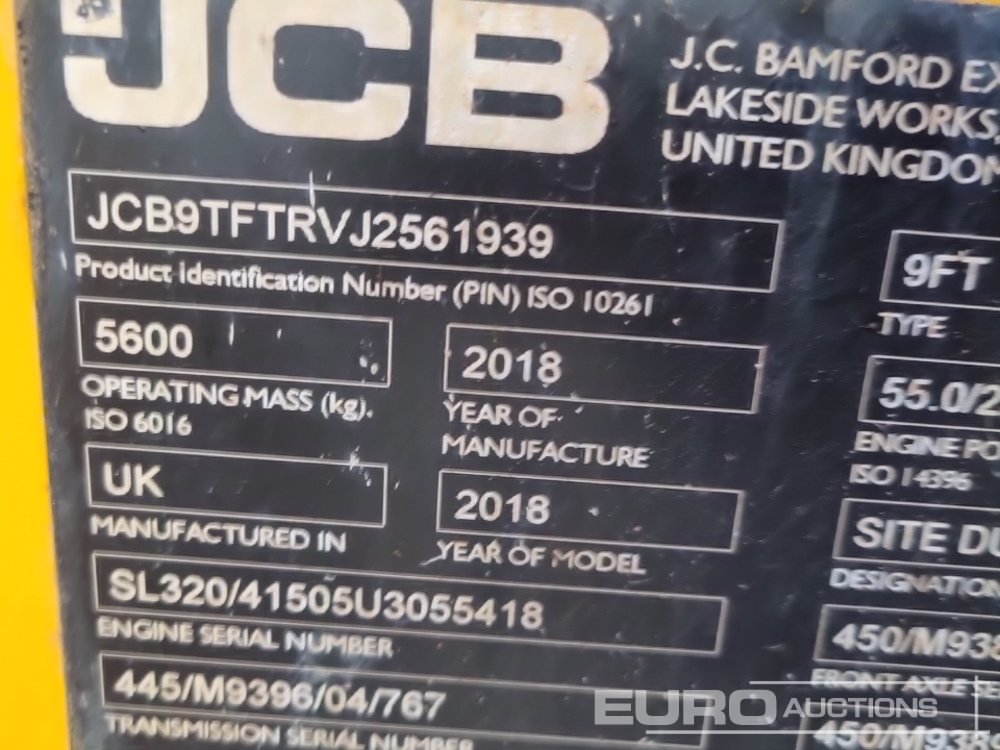 JCB
J.C. BAMFORD EX
LAKESIDE WORKS,
UNITED KINGDOM
JCB9TFTRVJ2561939
Product Identification Number (PIN) ISO 10261
9FT
TYPE
5600
OPERATING MASS (kg).
ISO 6016
2018
YEAR OF
MANUFACTURE
55.0/2
ENGINE PO
ISO 14396
UK
MANUFACTURED IN
2018
YEAR OF MODEL
SITE DU
DESIGNATION
SL320/41505U3055418
ENGINE SERIAL NUMBER
450/M938
FRONT AXLE SE
445/M9396/04/767
TRANSMISSION SERIAL NUMBER
450/M938
EURO AUCTIONS